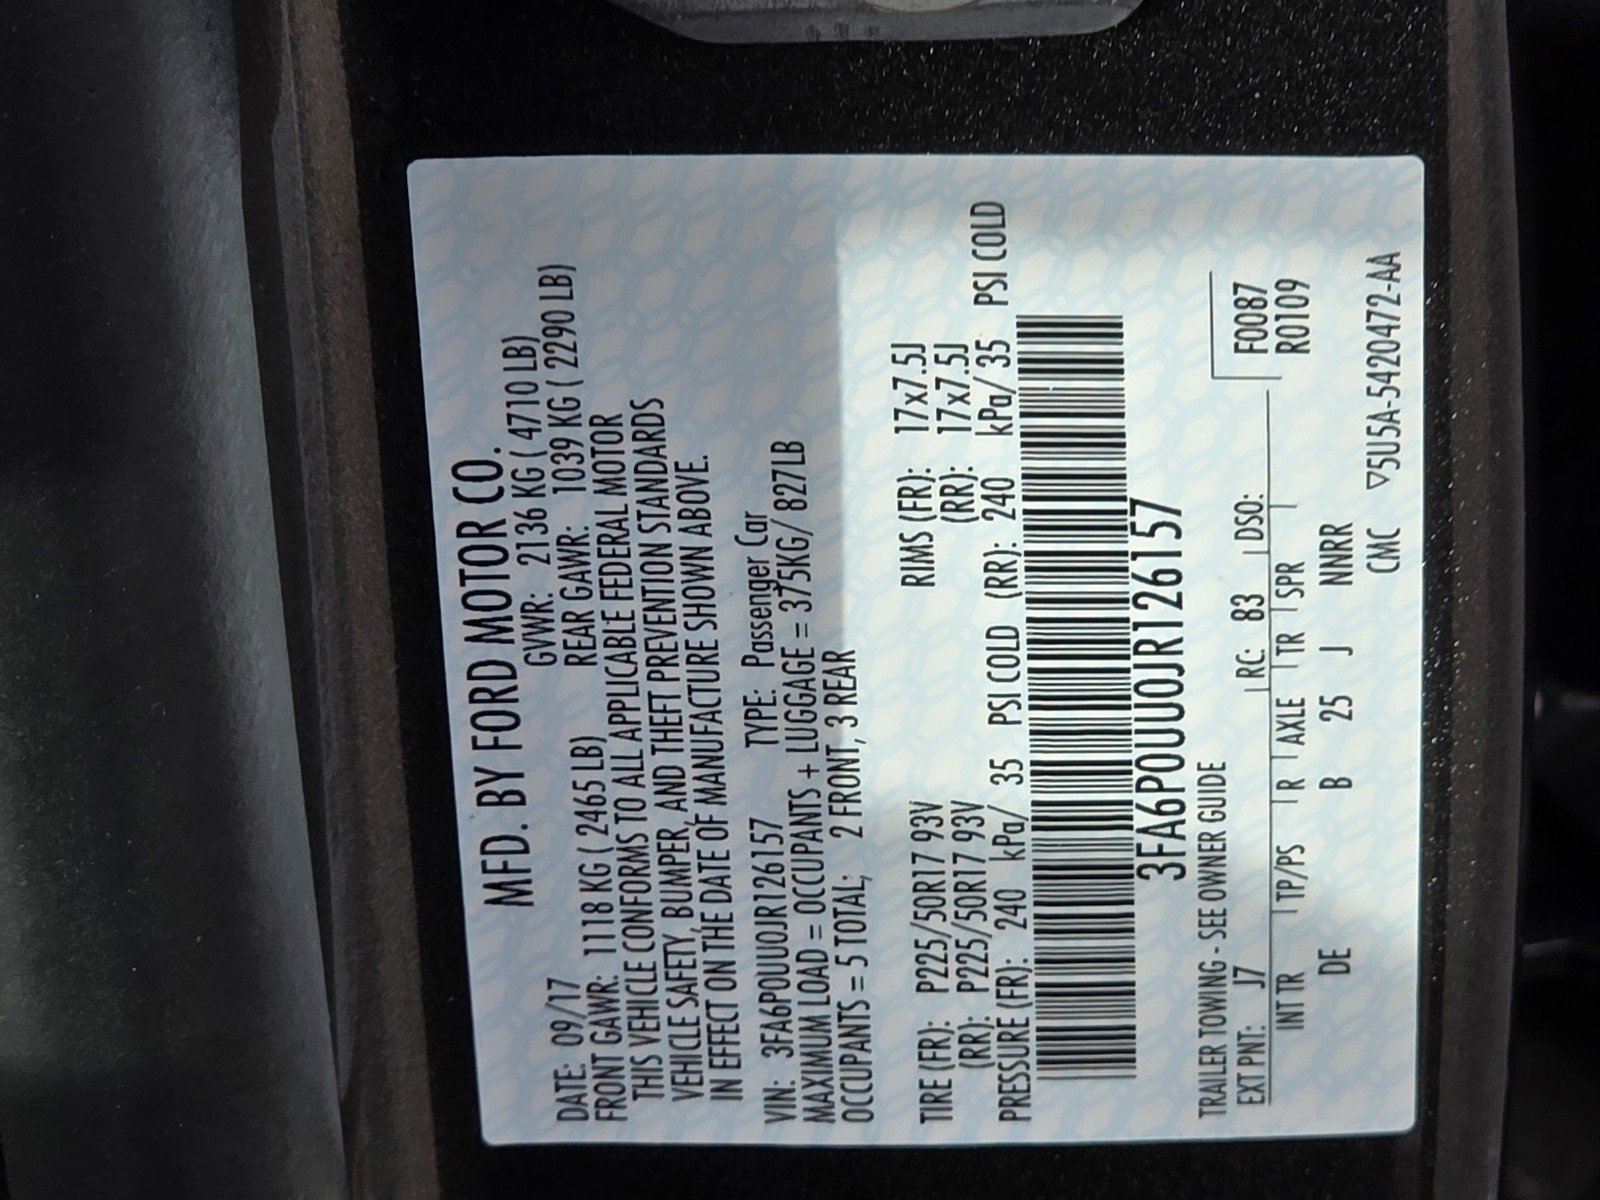 MFD. BY FORD MOTOR CO.
DATE: 09/17 GVWR: 2136 KG ( 4710 LB)
FRONT GAWR: 1118 KG ( 2465 LB) REAR GAWR: 1039 KG ( 2290 LB)
THIS VEHICLE CONFORMS TO ALL APPLICABLE FEDERAL MOTOR
VEHICLE SAFETY, BUMPER, AND THEFT PREVENTION STANDARDS
IN EFFECT ON THE DATE OF MANUFACTURE SHOWN ABOVE.
VIN: 3FA6P0UU0JR126157 TYPE: Passenger Car
MAXIMUM LOAD = OCCUPANTS + LUGGAGE = 375KG/ 827LB
OCCUPANTS = 5 TOTAL; 2 FRONT, 3 REAR
TIRE (FR): P225/50R17 93V RIMS (FR): 17x7.5J
(RR): P225/50R17 93V (RR): 17x7.5J
PRESSURE (FR): 240 kPa/ 35 PSI COLD (RR): 240 kPa/ 35 PSI COLD
3FA6P0UU0JR126157
TRAILER TOWING - SEE OWNER GUIDE
EXT PNT: J7 RC: 83 DSO: F0087
INT TR TP/PS R AXLE TR SPR R0109
DE B 25 J NNRR
CMC ▽5U5A-5420472-AA